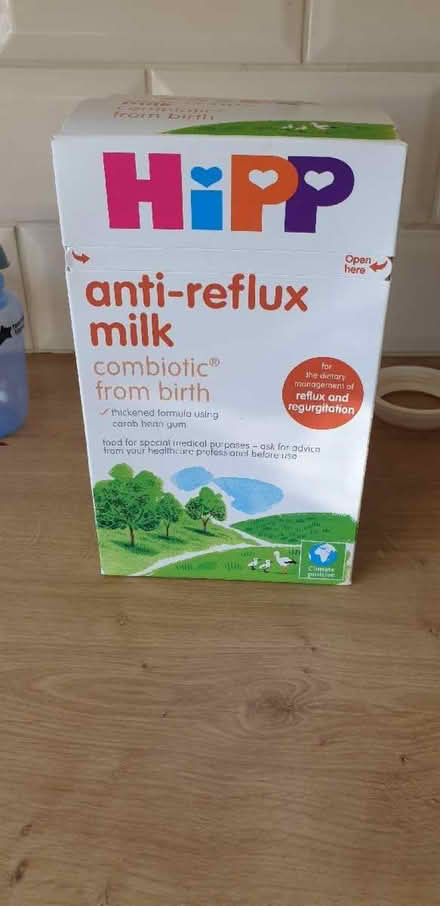 milk
combiotic®
from birth
HiPP
Open
here
anti-reflux
milk
combiotic®
from birth
✓ thickened formula using
carob bean gum
food for special medical purposes – ask for advice
from your healthcare professional before use
for
the dietary
management of
reflux and
regurgitation
Climate
positive